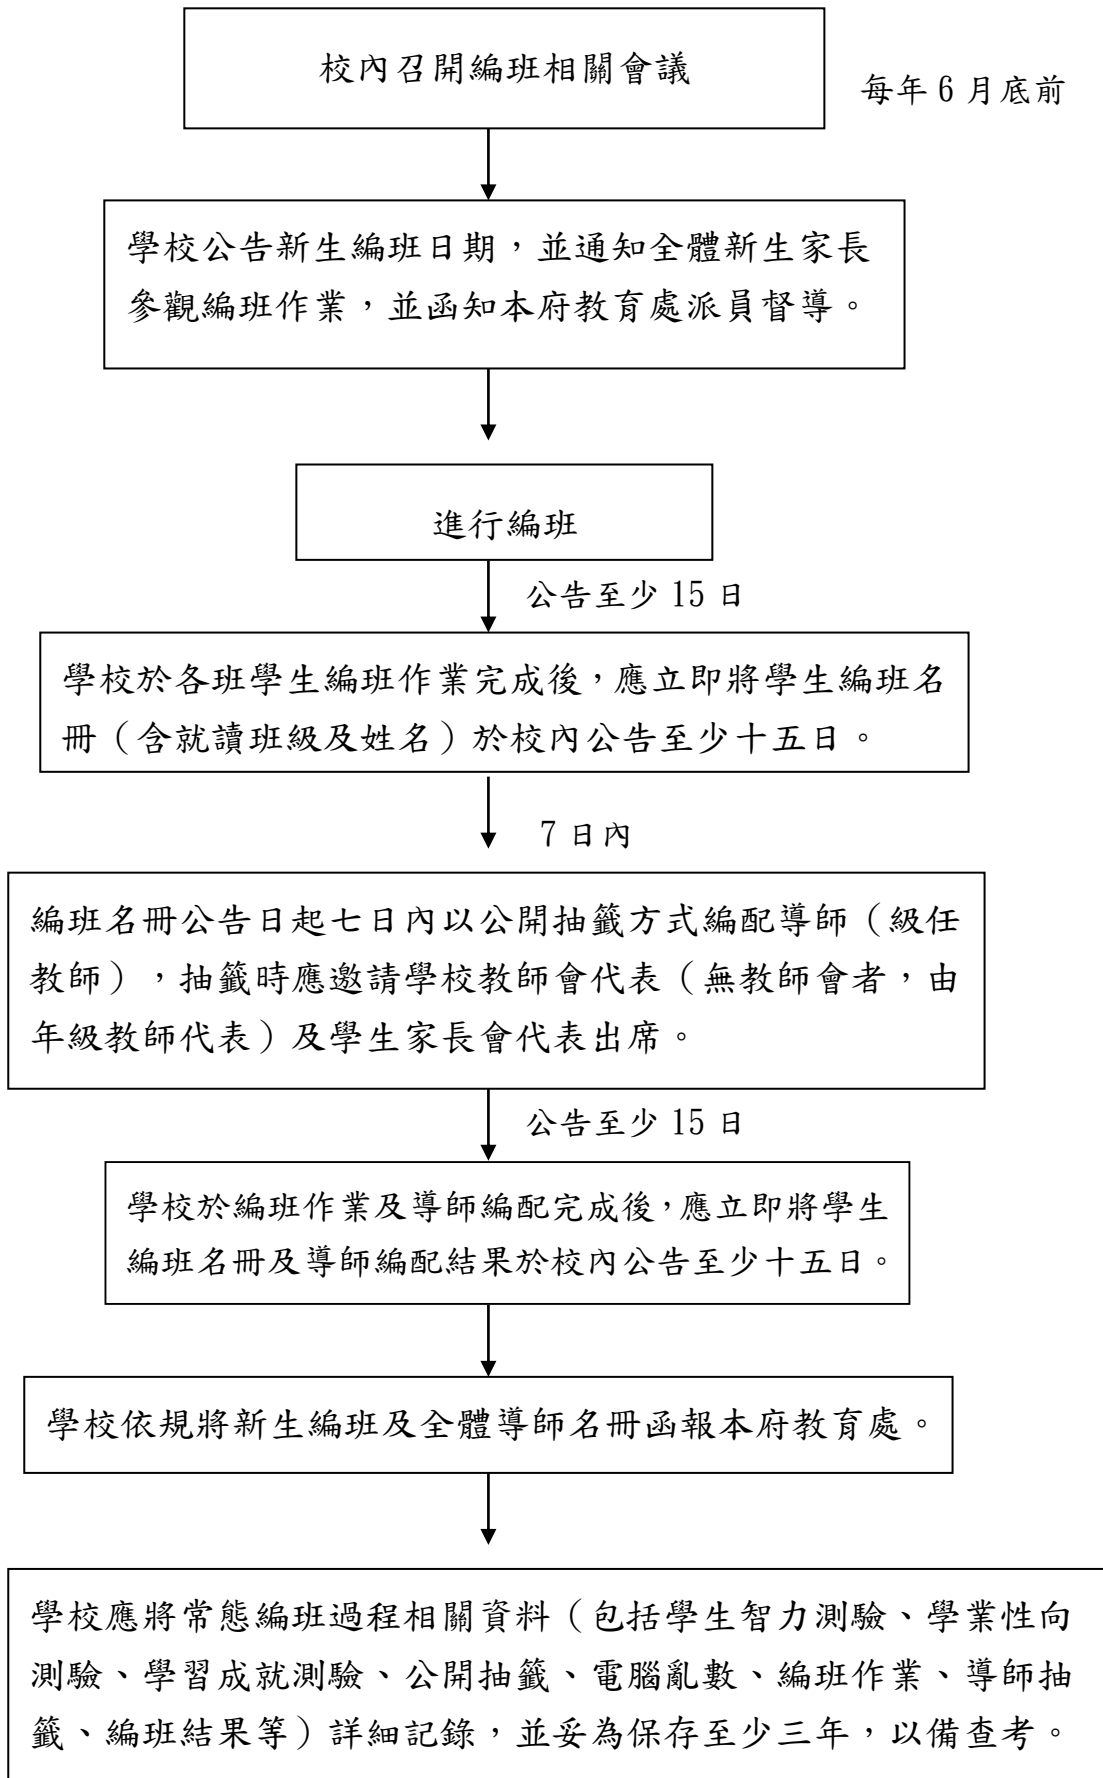 校內召開編班相關會議
每年 6 月底前
學校公告新生編班日期，並通知全體新生家長
參觀編班作業，並函知本府教育處派員督導。
進行編班
公告至少 15 日
學校於各班學生編班作業完成後，應立即將學生編班名
冊（含就讀班級及姓名）於校內公告至少十五日。
7 日內
編班名冊公告日起七日內以公開抽籤方式編配導師（級任
教師），抽籤時應邀請學校教師會代表（無教師會者，由
年級教師代表）及學生家長會代表出席。
公告至少 15 日
學校於編班作業及導師編配完成後，應立即將學生
編班名冊及導師編配結果於校內公告至少十五日。
學校依規將新生編班及全體導師名冊函報本府教育處。
學校應將常態編班過程相關資料（包括學生智力測驗、學業性向
測驗、學習成就測驗、公開抽籤、電腦亂數、編班作業、導師抽
籤、編班結果等）詳細記錄，並妥為保存至少三年，以備查考。